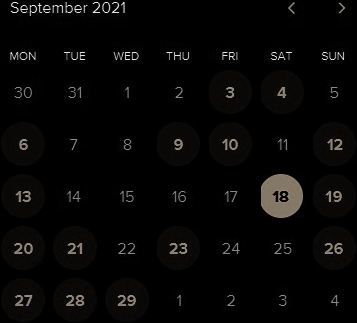 September 2021
MON TUE WED THU FRI SAT SUN
30 31 1 2 3 4 5
6 7 8 9 10 11 12
13 14 15 16 17 18 19
20 21 22 23 24 25 26
27 28 29 1 2 3 4